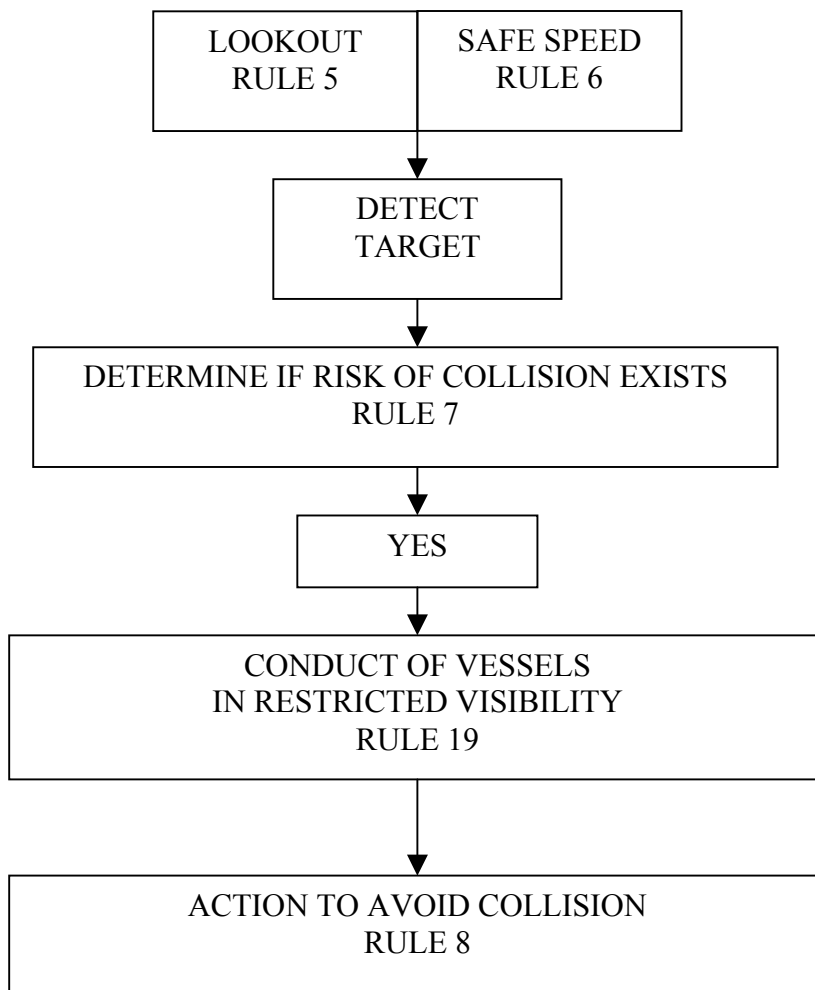 LOOKOUT
RULE 5
SAFE SPEED
RULE 6
DETECT
TARGET
DETERMINE IF RISK OF COLLISION EXISTS
RULE 7
YES
CONDUCT OF VESSELS
IN RESTRICTED VISIBILITY
RULE 19
ACTION TO AVOID COLLISION
RULE 8